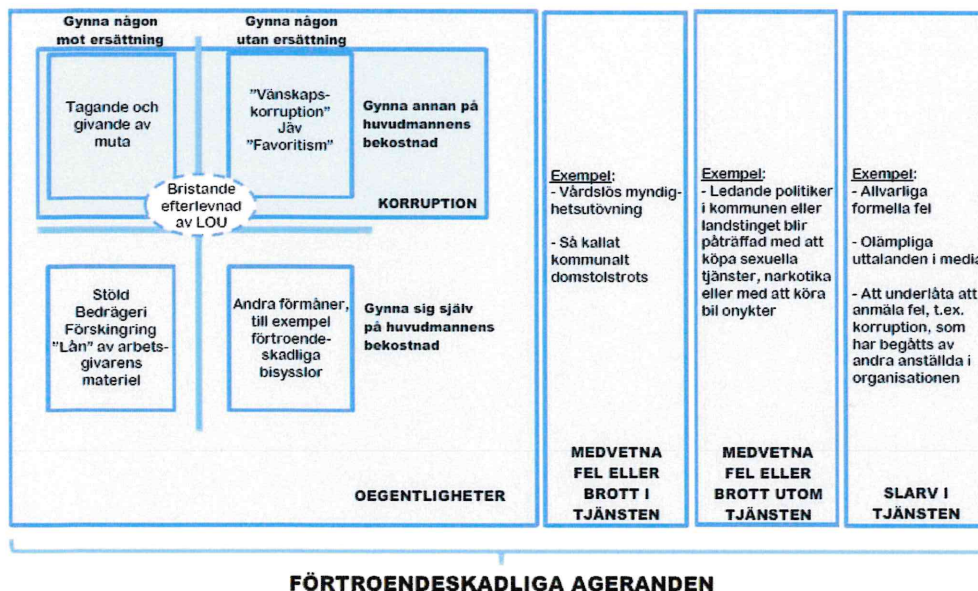 Gynna någon
mot ersättning
Gynna någon
utan ersättning
Tagande och
givande av
muta
"Vänskaps-
korruption"
Jäv
"Favoritism"
Gynna annan på
huvudmannens
bekostnad
Bristande
efterlevnad
av LOU
KORRUPTION
Stöld
Bedrägeri
Förskingring
"Lån" av arbets-
givarens
materiel
Andra förmåner,
till exempel
förtroende-
skadliga
bisysslor
Gynna sig själv
på huvudmannens
bekostnad
OEGENTLIGHETER
Exempel:
- Vårdslös myndig-
hetsutövning
- Så kallat
kommunalt
domstolstrots
MEDVETNA
FEL ELLER
BROTT I
TJÄNSTEN
Exempel:
- Ledande politiker
i kommunen eller
landstinget blir
påträffad med att
köpa sexuella
tjänster, narkotika
eller med att köra
bil onykter
MEDVETNA
FEL ELLER
BROTT UTOM
TJÄNSTEN
Exempel:
- Allvarliga
formella fel
- Olämpliga
uttalanden i media
- Att underlåta att
anmäla fel, t.ex.
korruption, som
har begåtts av
andra anställda i
organisationen
SLARV I
TJÄNSTEN
FÖRTROENDESKADLIGA AGERANDEN